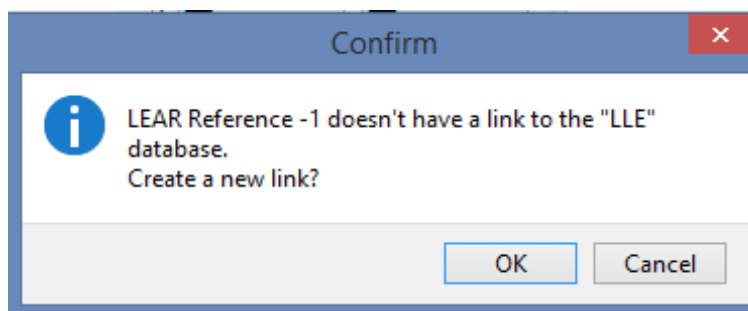 Confirm
LEAR Reference -1 doesn't have a link to the "LLE"
database.
Create a new link?
OK
Cancel